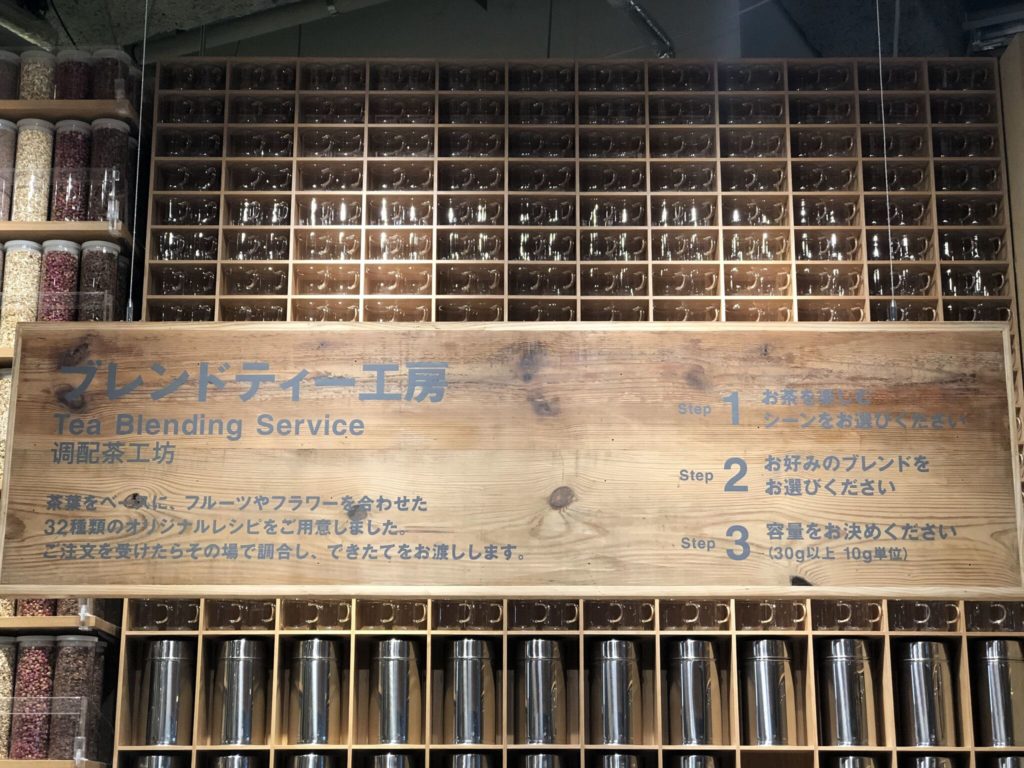 ブレンドティー工房
Tea Blending Service
调配茶工坊
茶葉をベースに、フルーツやフラワーを合わせた
32種類のオリジナルレシピをご用意しました。
ご注文を受けたらその場で調合し、できたてをお渡しします。
Step 1 お茶を楽しむ
シーンをお選びください
Step 2 お好みのブレンドを
お選びください
Step 3 容量をお決めください
（30g以上 10g単位）